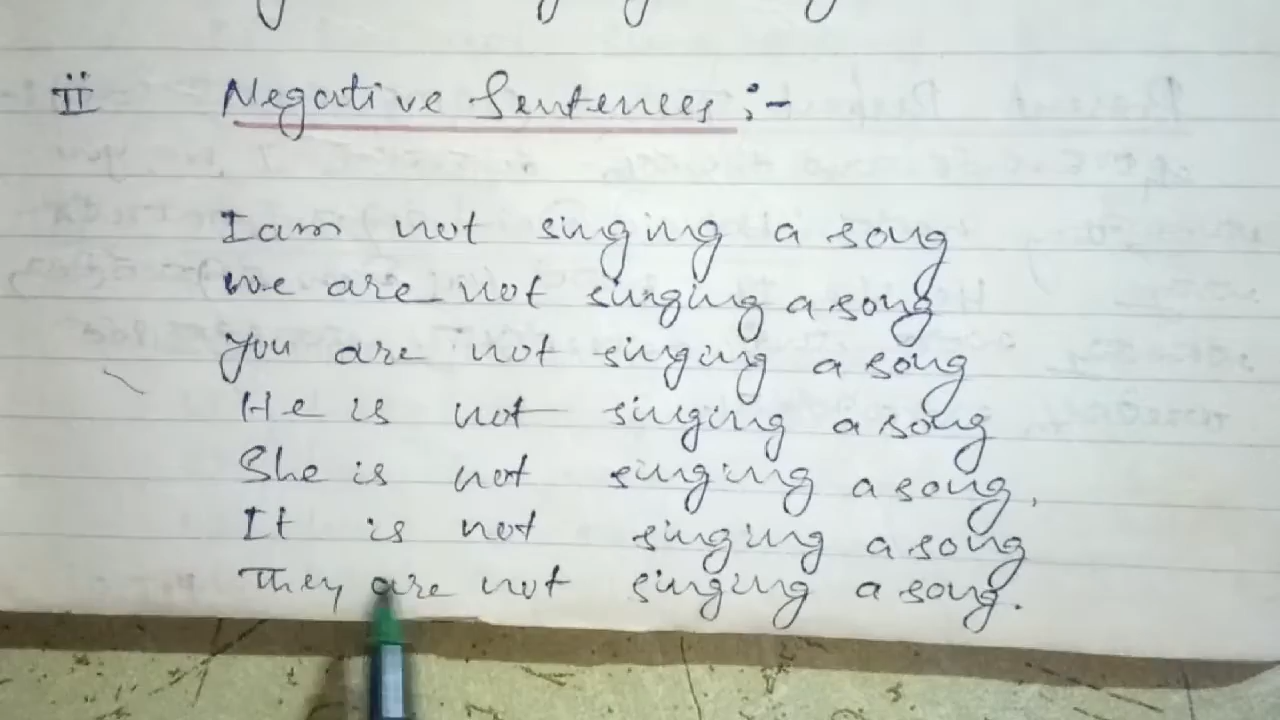 ii Negative Sentences :-
I am not singing a song
we are not singing a song
you are not singing a song
He is not singing a song
She is not singing a song.
It is not singing a song
They are not singing a song.